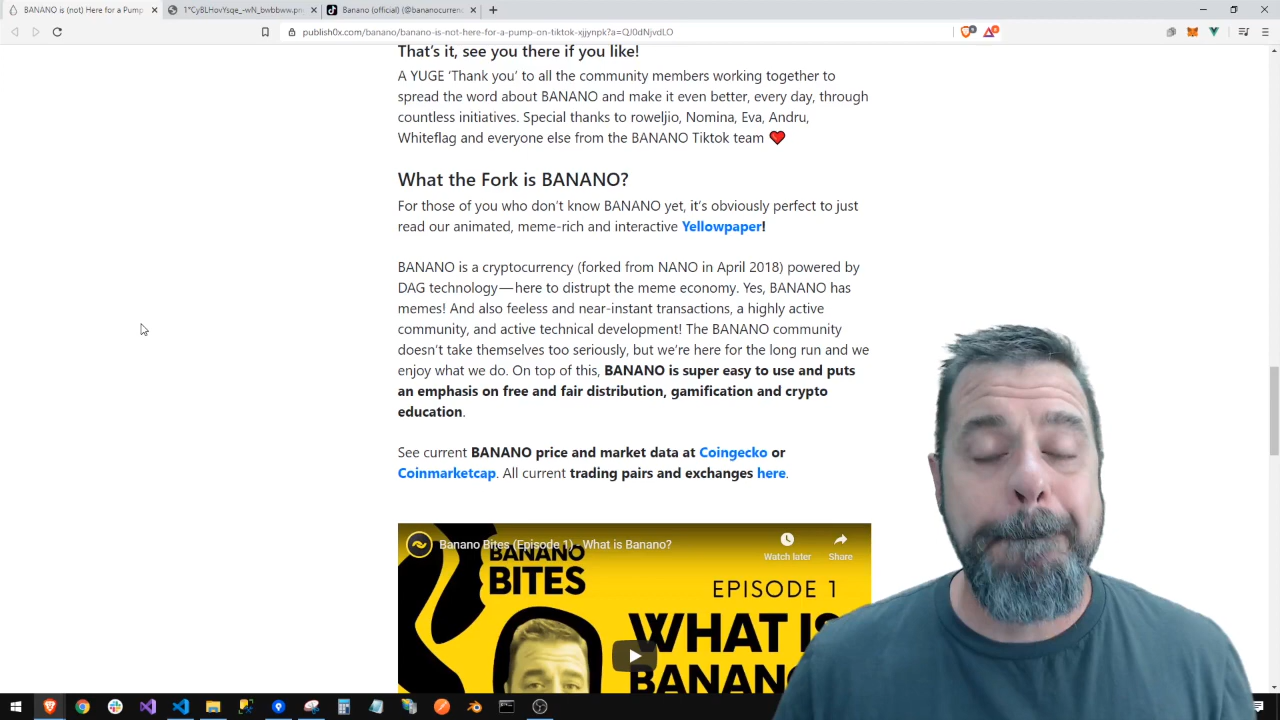 BANANO is (not) Here for a Pump
1*CyBLHovYsqe_-wN_bwbbww.pn
Banano (official) (@bananocurren
publish0x.com/banano/banano-is-not-here-for-a-pump-on-tiktok-xjjynpk?a=QJ0dNjvdLO
That's it, see you there if you like!
A YUGE ‘Thank you’ to all the community members working together to
spread the word about BANANO and make it even better, every day, through
countless initiatives. Special thanks to roweljio, Nomina, Eva, Andru,
Whiteflag and everyone else from the BANANO Tiktok team ❤️
What the Fork is BANANO?
For those of you who don’t know BANANO yet, it’s obviously perfect to just
read our animated, meme-rich and interactive Yellowpaper!
BANANO is a cryptocurrency (forked from NANO in April 2018) powered by
DAG technology — here to distrupt the meme economy. Yes, BANANO has
memes! And also feeless and near-instant transactions, a highly active
community, and active technical development! The BANANO community
doesn’t take themselves too seriously, but we’re here for the long run and we
enjoy what we do. On top of this, BANANO is super easy to use and puts
an emphasis on free and fair distribution, gamification and crypto
education.
See current BANANO price and market data at Coingecko or
Coinmarketcap. All current trading pairs and exchanges here.
Banano Bites (Episode 1) - What is Banano?
Watch later
Share
BANANO
BITES
EPISODE 1
WHAT IS
BANANO